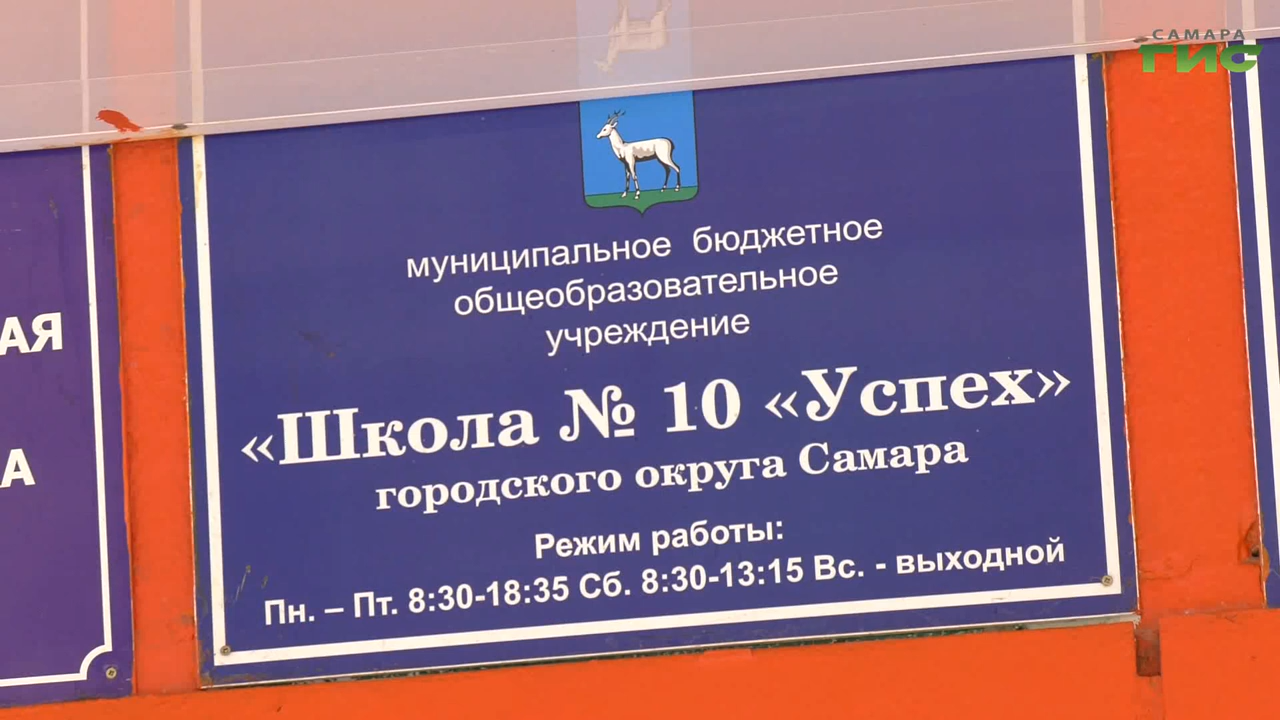 САМАРА
ГИС
муниципальное бюджетное
общеобразовательное
учреждение
«Школа № 10 «Успех»
городского округа Самара
Режим работы:
Пн. – Пт. 8:30-18:35 Сб. 8:30-13:15 Вс. - выходной
АЯ
А